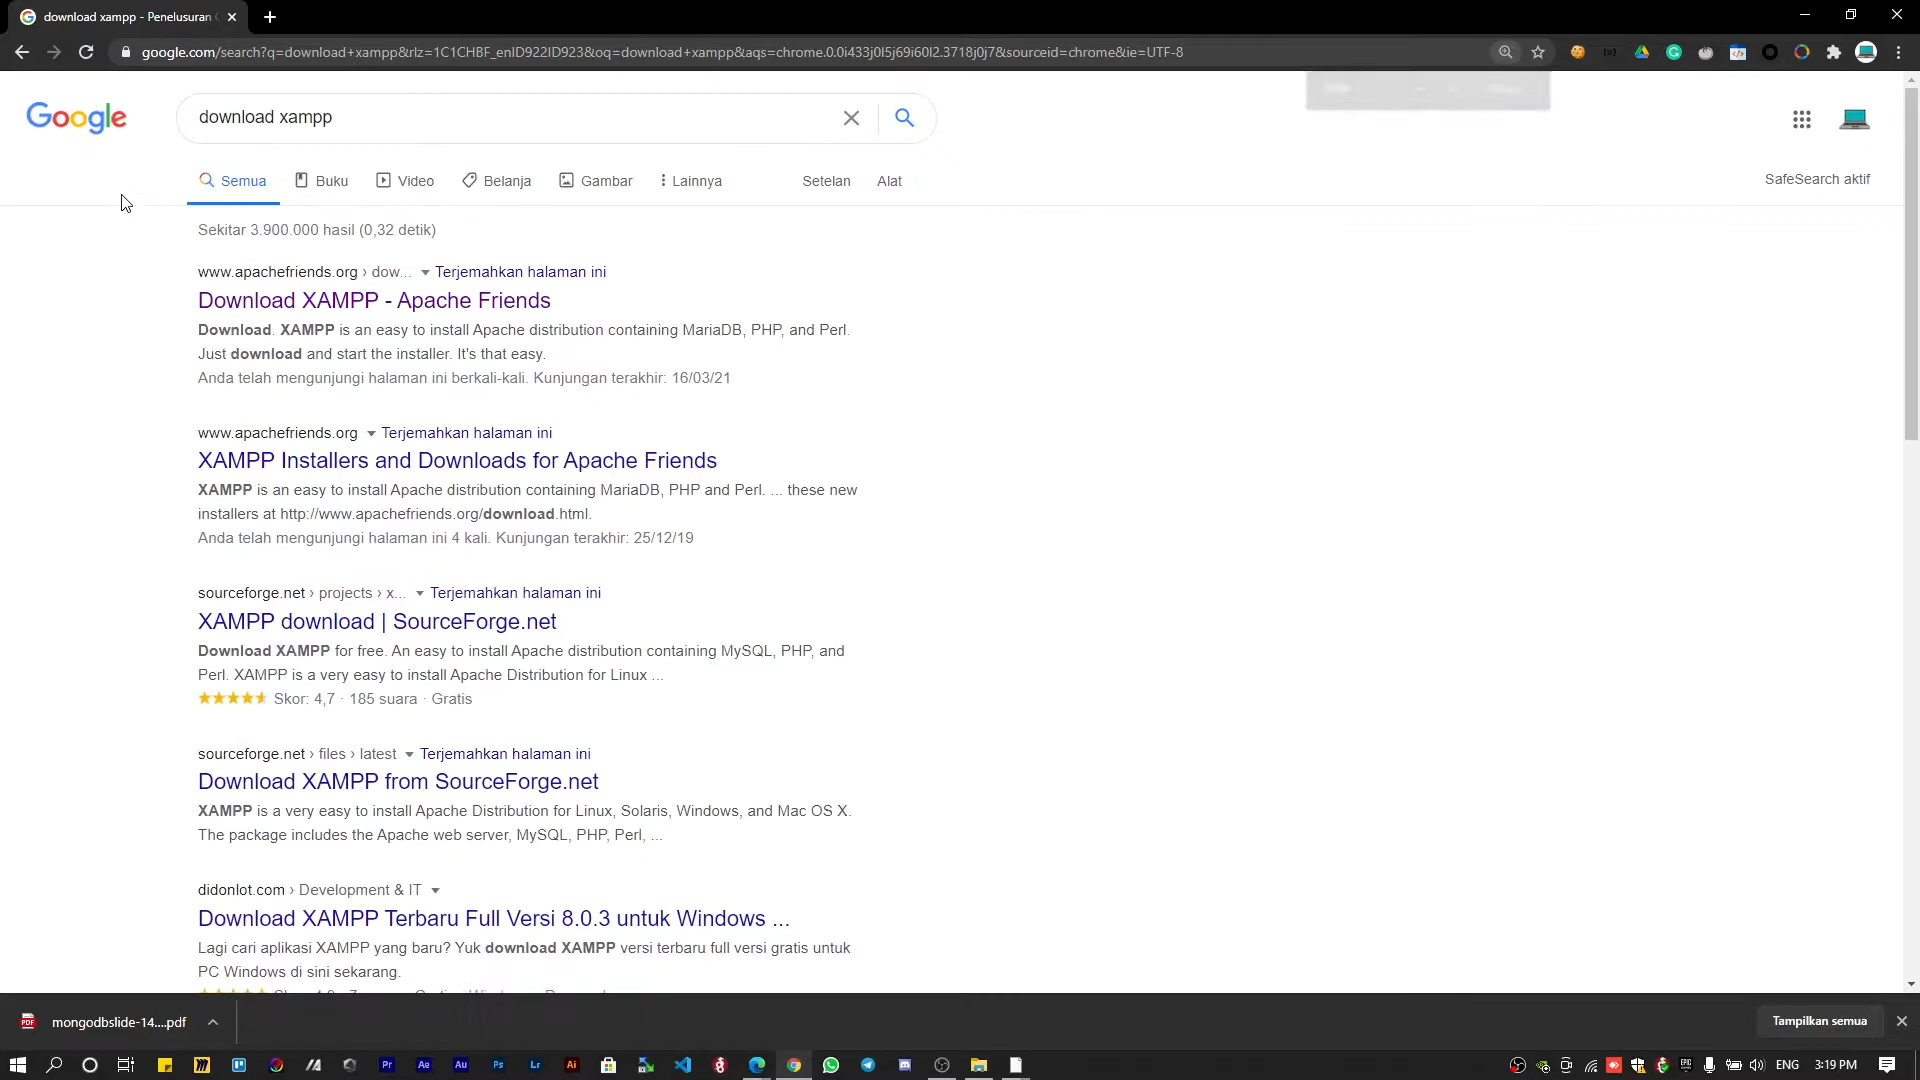 download xampp - Penelusuran
google.com/search?q=download+xampp&rlz=1C1CHBF_enID922ID923&oq=download+xampp&aqs=chrome.0.0i433j0l5j69i60l2.3718j0j7&sourceid=chrome&ie=UTF-8
Google
download xampp
Semua Buku Video Belanja Gambar Lainnya Setelan Alat SafeSearch aktif
Sekitar 3.900.000 hasil (0,32 detik)
www.apachefriends.org › dow... Terjemahkan halaman ini
Download XAMPP - Apache Friends
Download. XAMPP is an easy to install Apache distribution containing MariaDB, PHP, and Perl.
Just download and start the installer. It's that easy.
Anda telah mengunjungi halaman ini berkali-kali. Kunjungan terakhir: 16/03/21
www.apachefriends.org Terjemahkan halaman ini
XAMPP Installers and Downloads for Apache Friends
XAMPP is an easy to install Apache distribution containing MariaDB, PHP and Perl. ... these new
installers at http://www.apachefriends.org/download.html.
Anda telah mengunjungi halaman ini 4 kali. Kunjungan terakhir: 25/12/19
sourceforge.net › projects › x... Terjemahkan halaman ini
XAMPP download | SourceForge.net
Download XAMPP for free. An easy to install Apache distribution containing MySQL, PHP, and
Perl. XAMPP is a very easy to install Apache Distribution for Linux ...
Skor: 4,7 · 185 suara · Gratis
sourceforge.net › files › latest Terjemahkan halaman ini
Download XAMPP from SourceForge.net
XAMPP is a very easy to install Apache Distribution for Linux, Solaris, Windows, and Mac OS X.
The package includes the Apache web server, MySQL, PHP, Perl, ...
didonlot.com › Development & IT
Download XAMPP Terbaru Full Versi 8.0.3 untuk Windows ...
Lagi cari aplikasi XAMPP yang baru? Yuk download XAMPP versi terbaru full versi gratis untuk
PC Windows di sini sekarang.
PDF mongodbslide-14....pdf Tampilkan semua
Pr Ae Au Ps Lr Ai ENG 3:19 PM